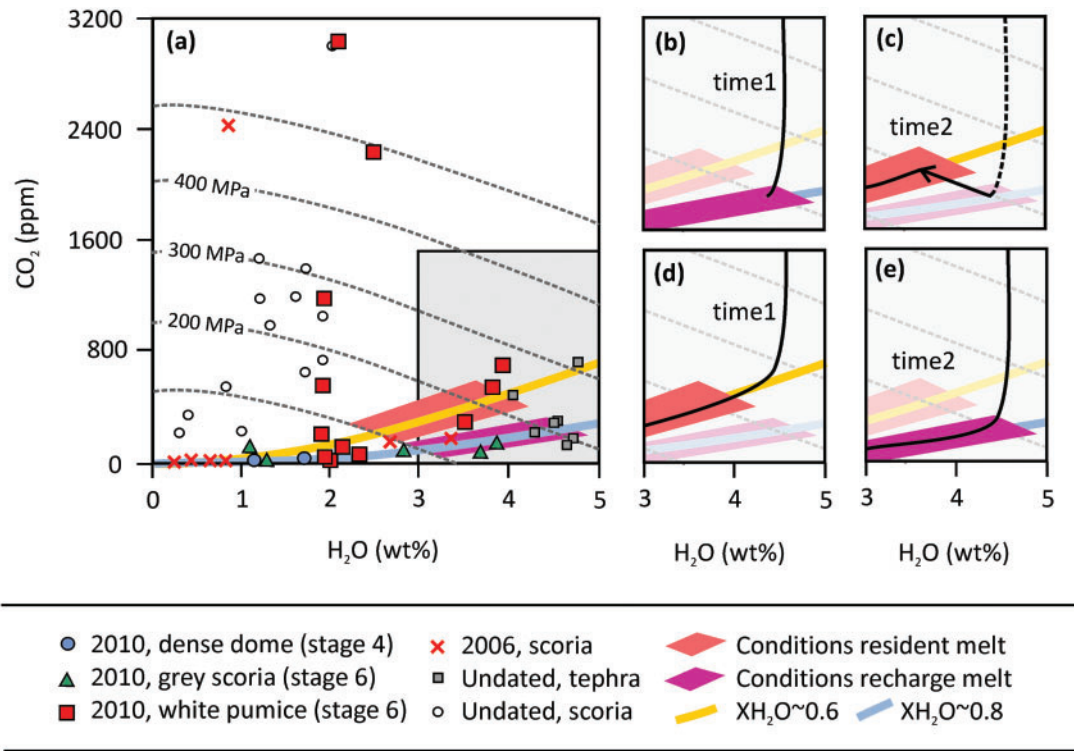 3200
2400
1600
800
0
CO₂ (ppm)
(a)
400 MPa
300 MPa
200 MPa
0 1 2 3 4 5
H₂O (wt%)
(b)
time1
(c)
time2
(d)
time1
(e)
time2
3 4 5
H₂O (wt%)
3 4 5
H₂O (wt%)
2010, dense dome (stage 4)
2010, grey scoria (stage 6)
2010, white pumice (stage 6)
2006, scoria
Undated, tephra
Undated, scoria
Conditions resident melt
Conditions recharge melt
XH₂O~0.6 XH₂O~0.8